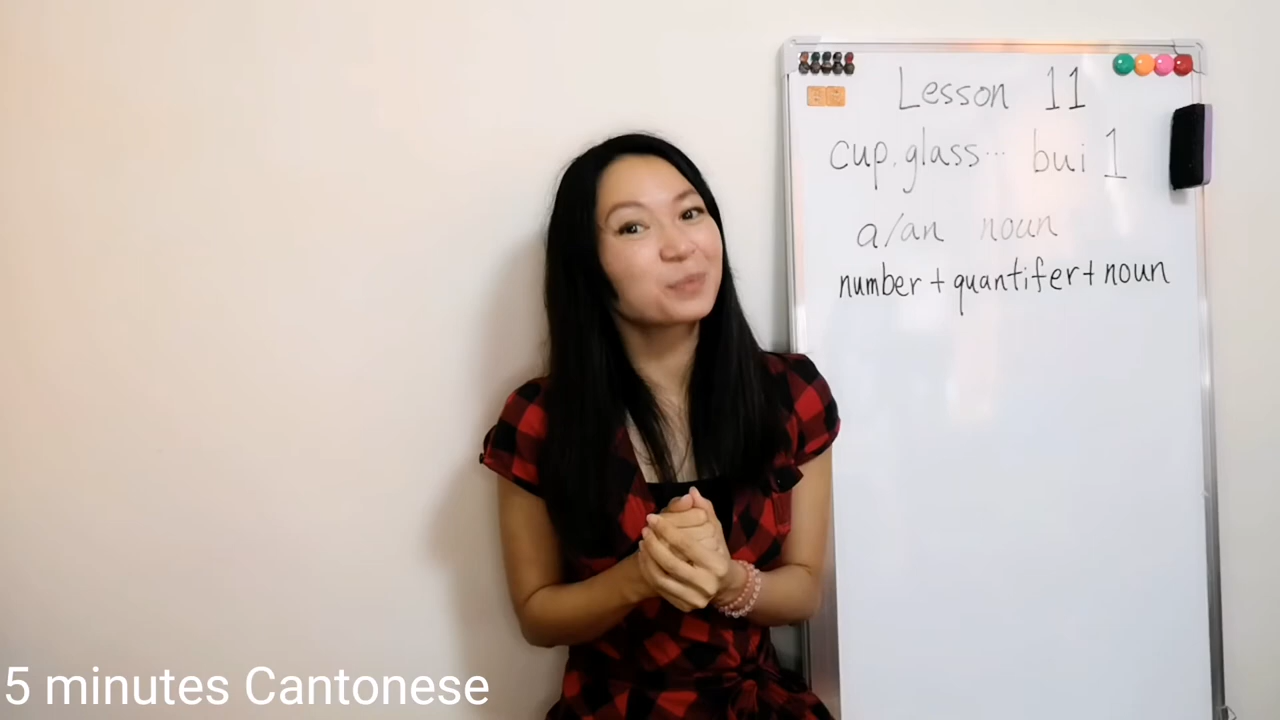 Lesson 11
cup.glass... bui 1
a/an noun
number + quantifer + noun
5 minutes Cantonese